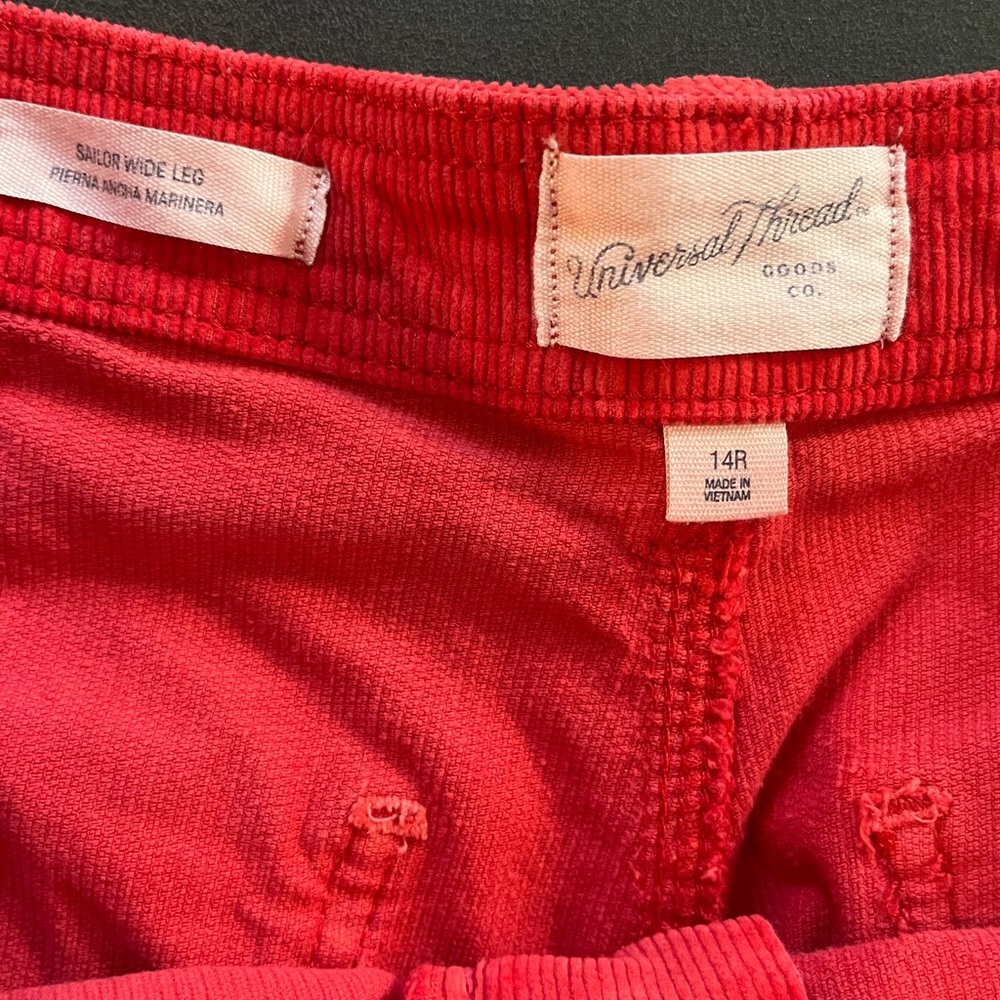 SAILOR WIDE LEG
PIERNA ANCHA MARINERA
Universal Thread
GOODS
CO.
14R
MADE IN
VIETNAM